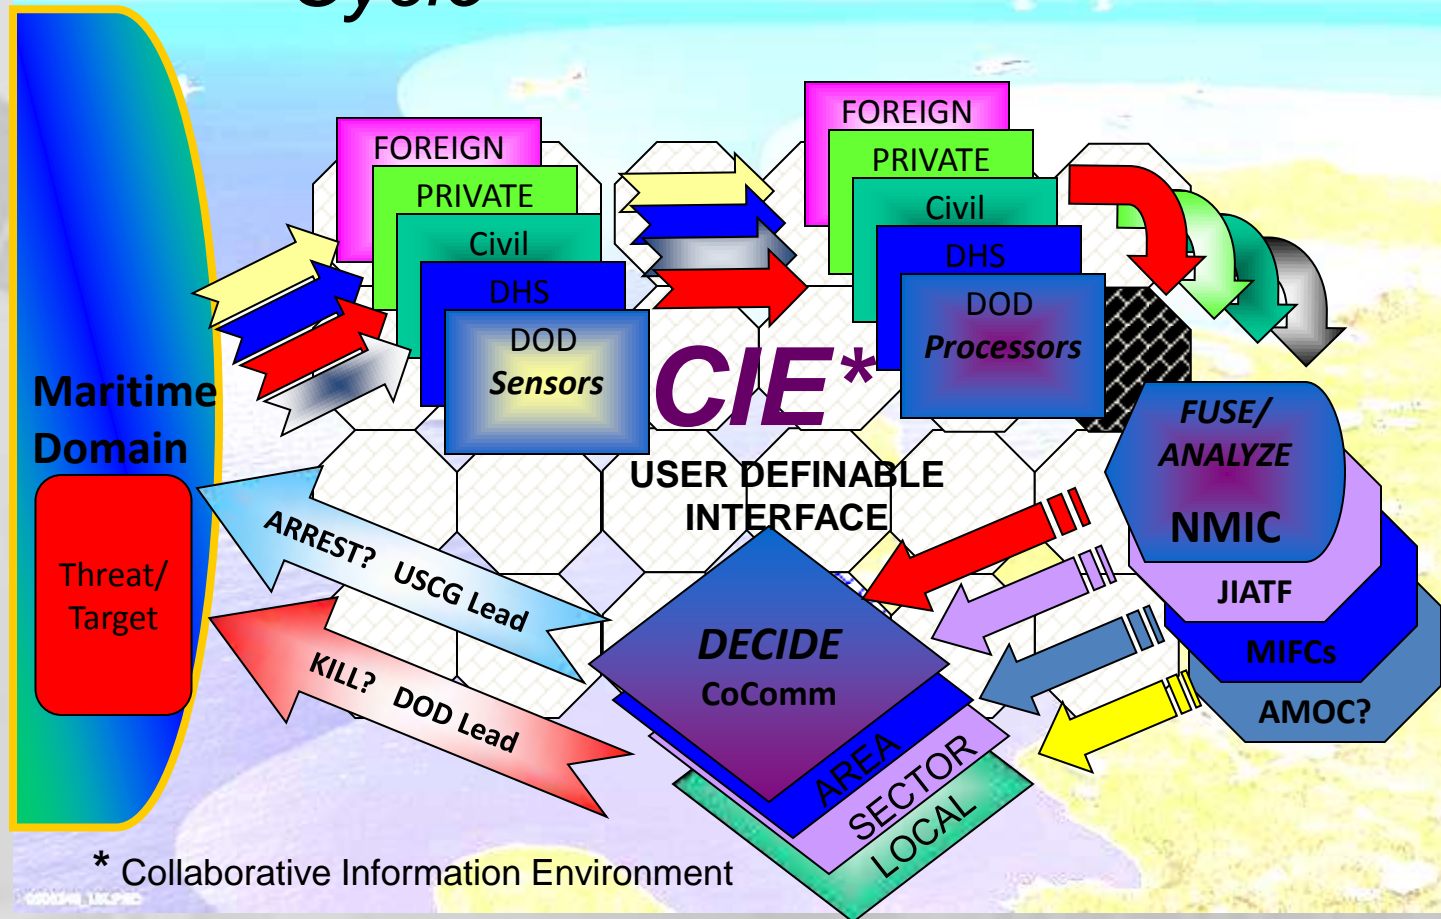 Cycle
FOREIGN
PRIVATE
Civil
DHS
DOD
Sensors
FOREIGN
PRIVATE
Civil
DHS
DOD
Processors
CIE*
USER DEFINABLE
INTERFACE
Maritime
Domain
Threat/
Target
FUSE/
ANALYZE
NMIC
JIATF
MIFCs
AMOC?
ARREST? USCG Lead
KILL? DOD Lead
DECIDE
CoComm
AREA
SECTOR
LOCAL
* Collaborative Information Environment